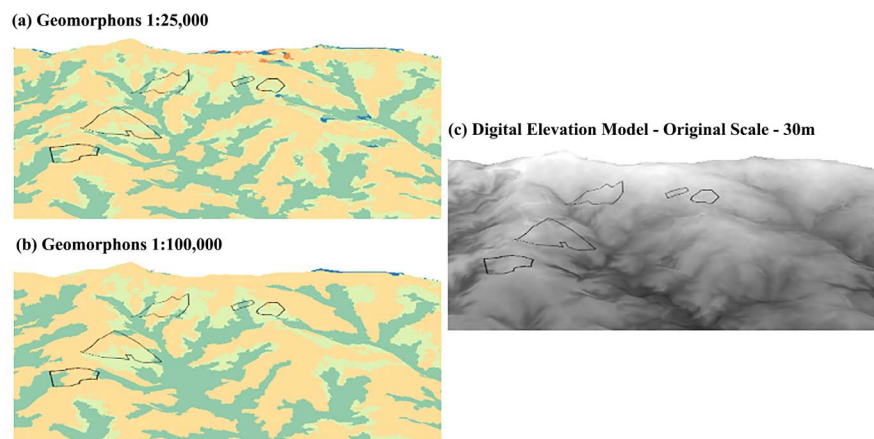 (a) Geomorphons 1:25,000
(c) Digital Elevation Model - Original Scale - 30m
(b) Geomorphons 1:100,000